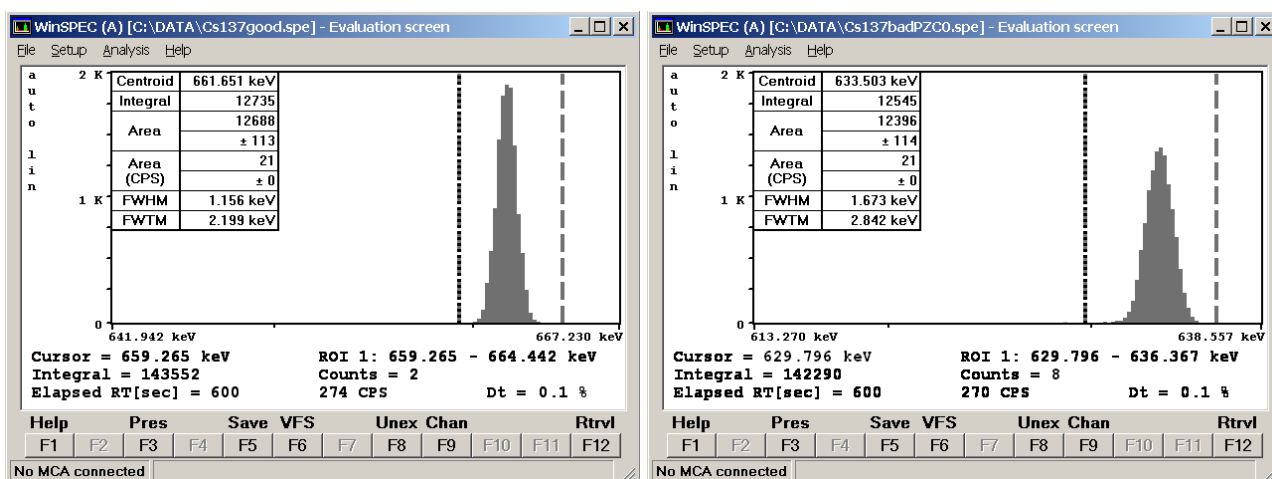 WinSPEC (A) [C:\DATA\Cs137good.spe] - Evaluation screen
File Setup Analysis Help
auto lin
2 K
1 K
0
Centroid 661.651 keV
Integral 12735
Area 12688
± 113
Area (CPS) 21
± 0
FWHM 1.156 keV
FWTM 2.199 keV
641.942 keV 667.230 keV
Cursor = 659.265 keV ROI 1: 659.265 - 664.442 keV
Integral = 143552 Counts = 2
Elapsed RT[sec] = 600 274 CPS Dt = 0.1 %
Help Pres Save VFS Unex Chan Rtrvl
F1 F2 F3 F4 F5 F6 F7 F8 F9 F10 F11 F12
No MCA connected
WinSPEC (A) [C:\DATA\Cs137badPZC0.spe] - Evaluation screen
File Setup Analysis Help
auto lin
2 K
1 K
0
Centroid 633.503 keV
Integral 12545
Area 12396
± 114
Area (CPS) 21
± 0
FWHM 1.673 keV
FWTM 2.842 keV
613.270 keV 638.557 keV
Cursor = 629.796 keV ROI 1: 629.796 - 636.367 keV
Integral = 142290 Counts = 8
Elapsed RT[sec] = 600 270 CPS Dt = 0.1 %
Help Pres Save VFS Unex Chan Rtrvl
F1 F2 F3 F4 F5 F6 F7 F8 F9 F10 F11 F12
No MCA connected